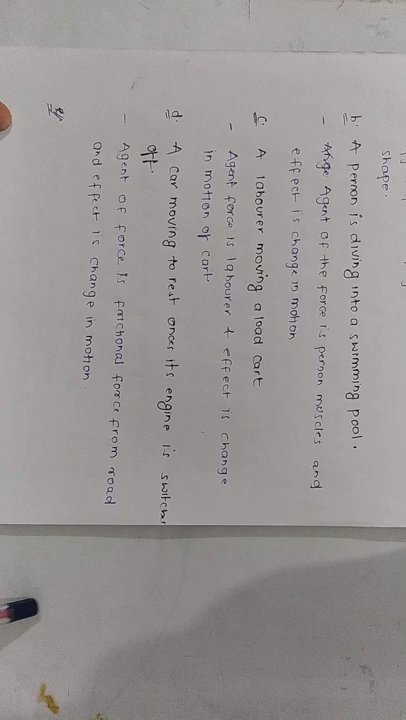 shape.
b. A person is diving into a swimming pool.
- Agent of the force is person muscles and
effect is change in motion
c. A labourer moving a load cart
- Agent force is labourer & effect is change
in motion of cart
d. A car moving to rest once its engine is
off.
- Agent of force is frictional force from road
and effect is change in motion.